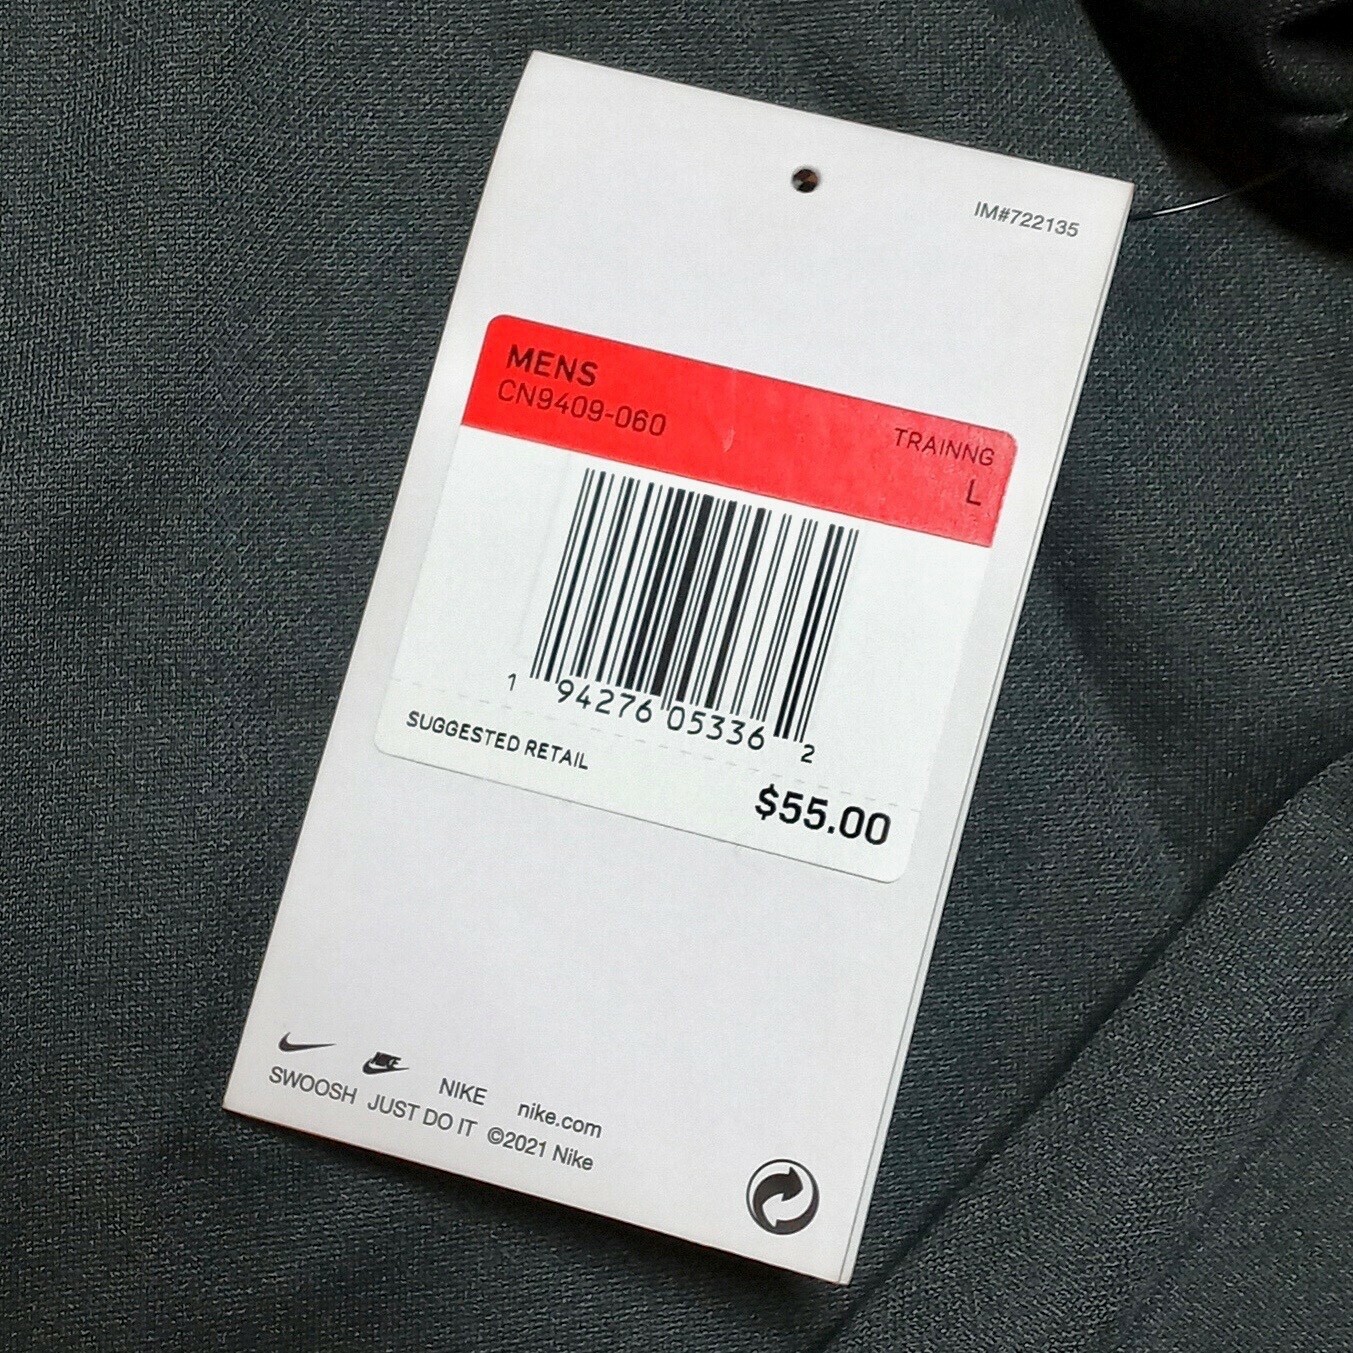 IM#722135
MENS
CN9409-060
TRAINNG
L
1 94276 05336 2
SUGGESTED RETAIL
$55.00
NIKE
NIKE nike.com
SWOOSH JUST DO IT ©2021 Nike